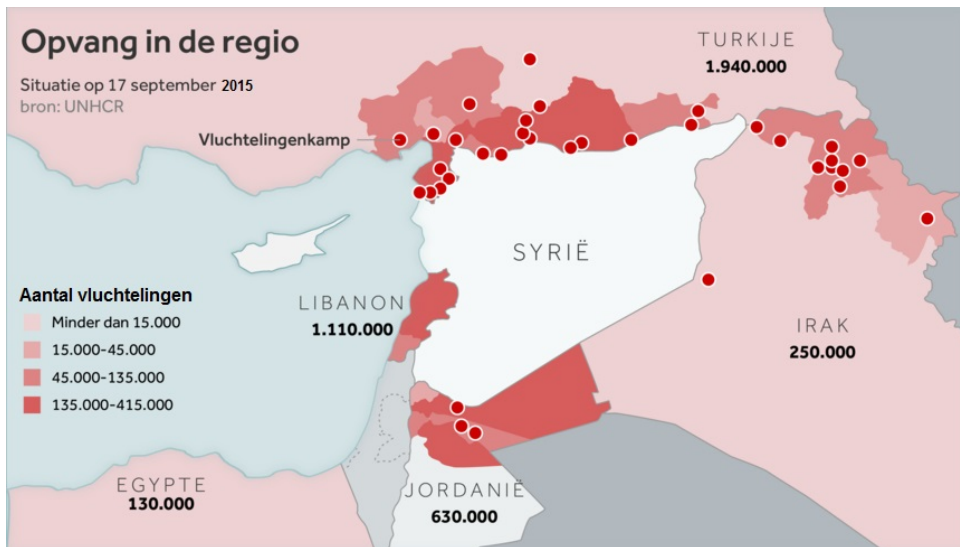 Opvang in de regio
Situatie op 17 september 2015
bron: UNHCR
TURKIJE
1.940.000
Vluchtelingenkamp
SYRIË
Aantal vluchtelingen
Minder dan 15.000
15.000-45.000
45.000-135.000
135.000-415.000
LIBANON
1.110.000
IRAK
250.000
EGYPTE
130.000
JORDANIË
630.000